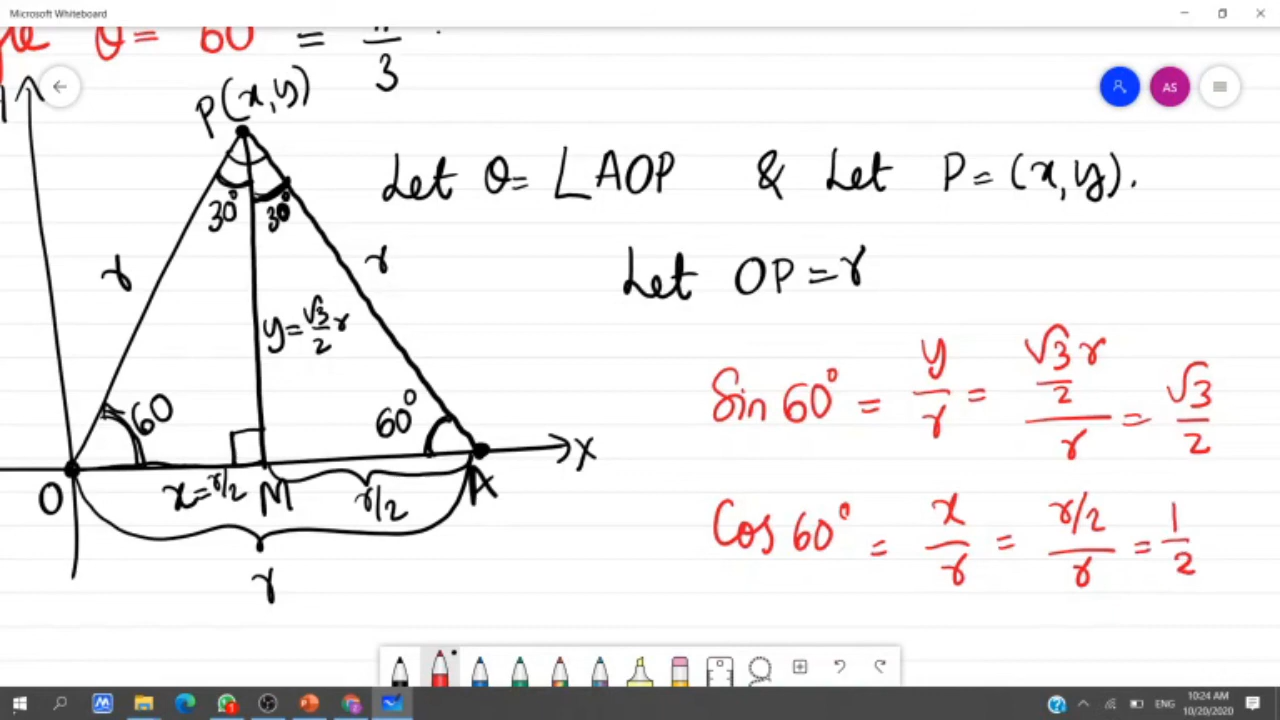 Microsoft Whiteboard
θ = 60 = π/3
P(x,y)
AS
Let θ = ∠AOP & Let P = (x,y).
30° 30°
r r
Let OP = r
y = √3/2 r
Sin 60° = y/r = (√3/2 r)/r = √3/2
60 60°
X
O x = r/2 M r/2 A
Cos 60° = x/r = (r/2)/r = 1/2
r
ENG
10:24 AM
10/20/2020